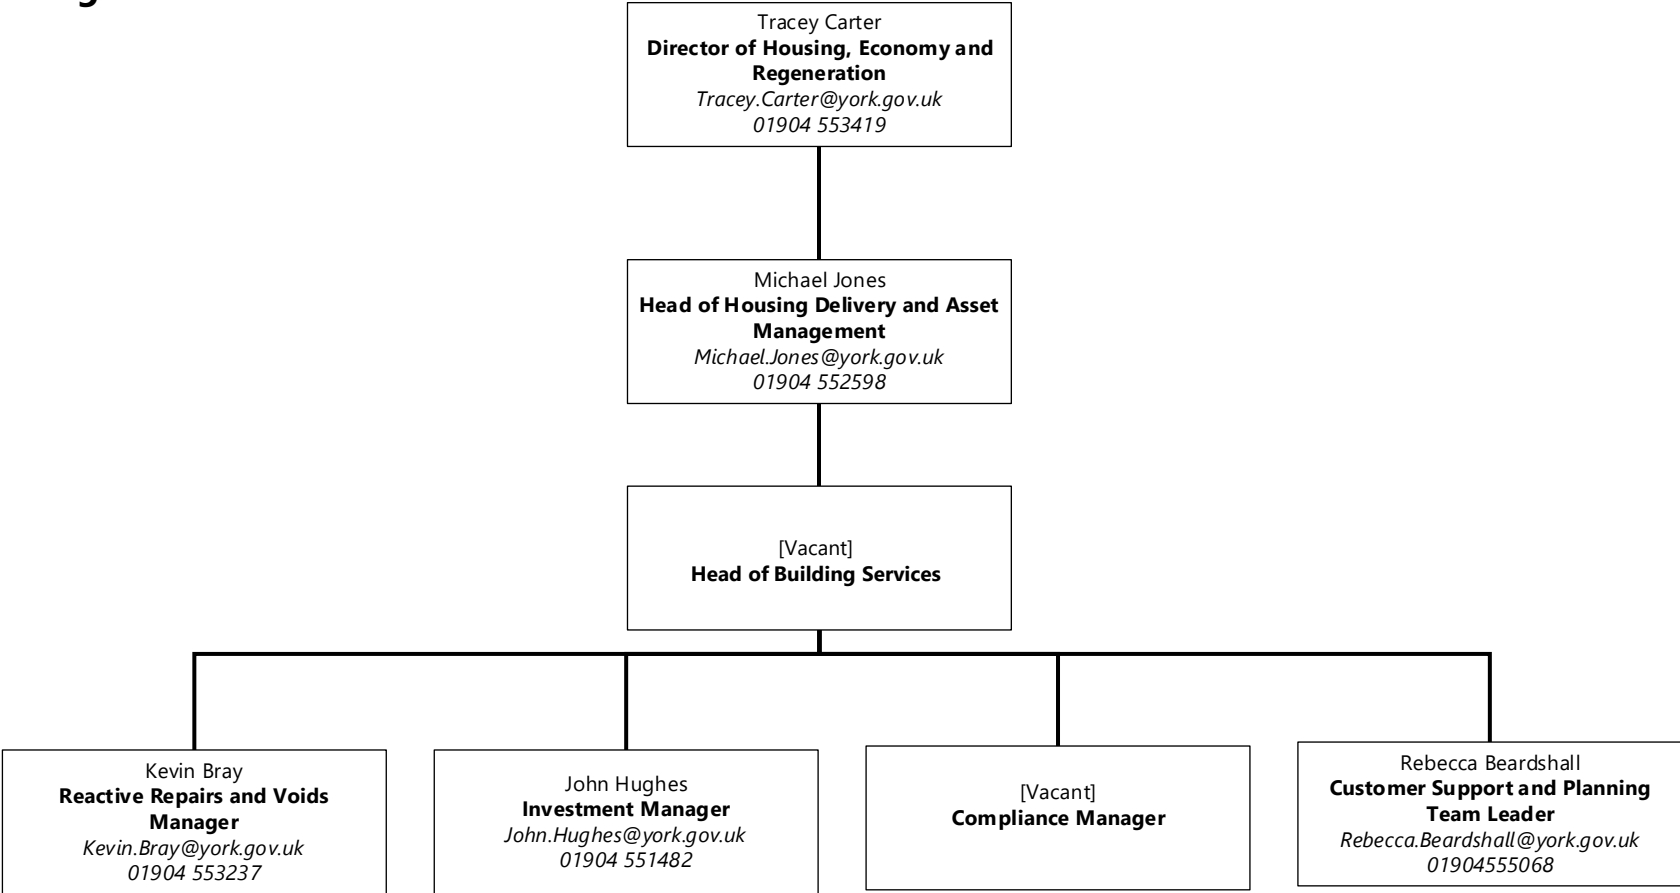 Tracey Carter
Director of Housing, Economy and
Regeneration
Tracey.Carter@york.gov.uk
01904 553419
Michael Jones
Head of Housing Delivery and Asset
Management
Michael.Jones@york.gov.uk
01904 552598
[Vacant]
Head of Building Services
Kevin Bray
Reactive Repairs and Voids
Manager
Kevin.Bray@york.gov.uk
01904 553237
John Hughes
Investment Manager
John.Hughes@york.gov.uk
01904 551482
[Vacant]
Compliance Manager
Rebecca Beardshall
Customer Support and Planning
Team Leader
Rebecca.Beardshall@york.gov.uk
01904555068